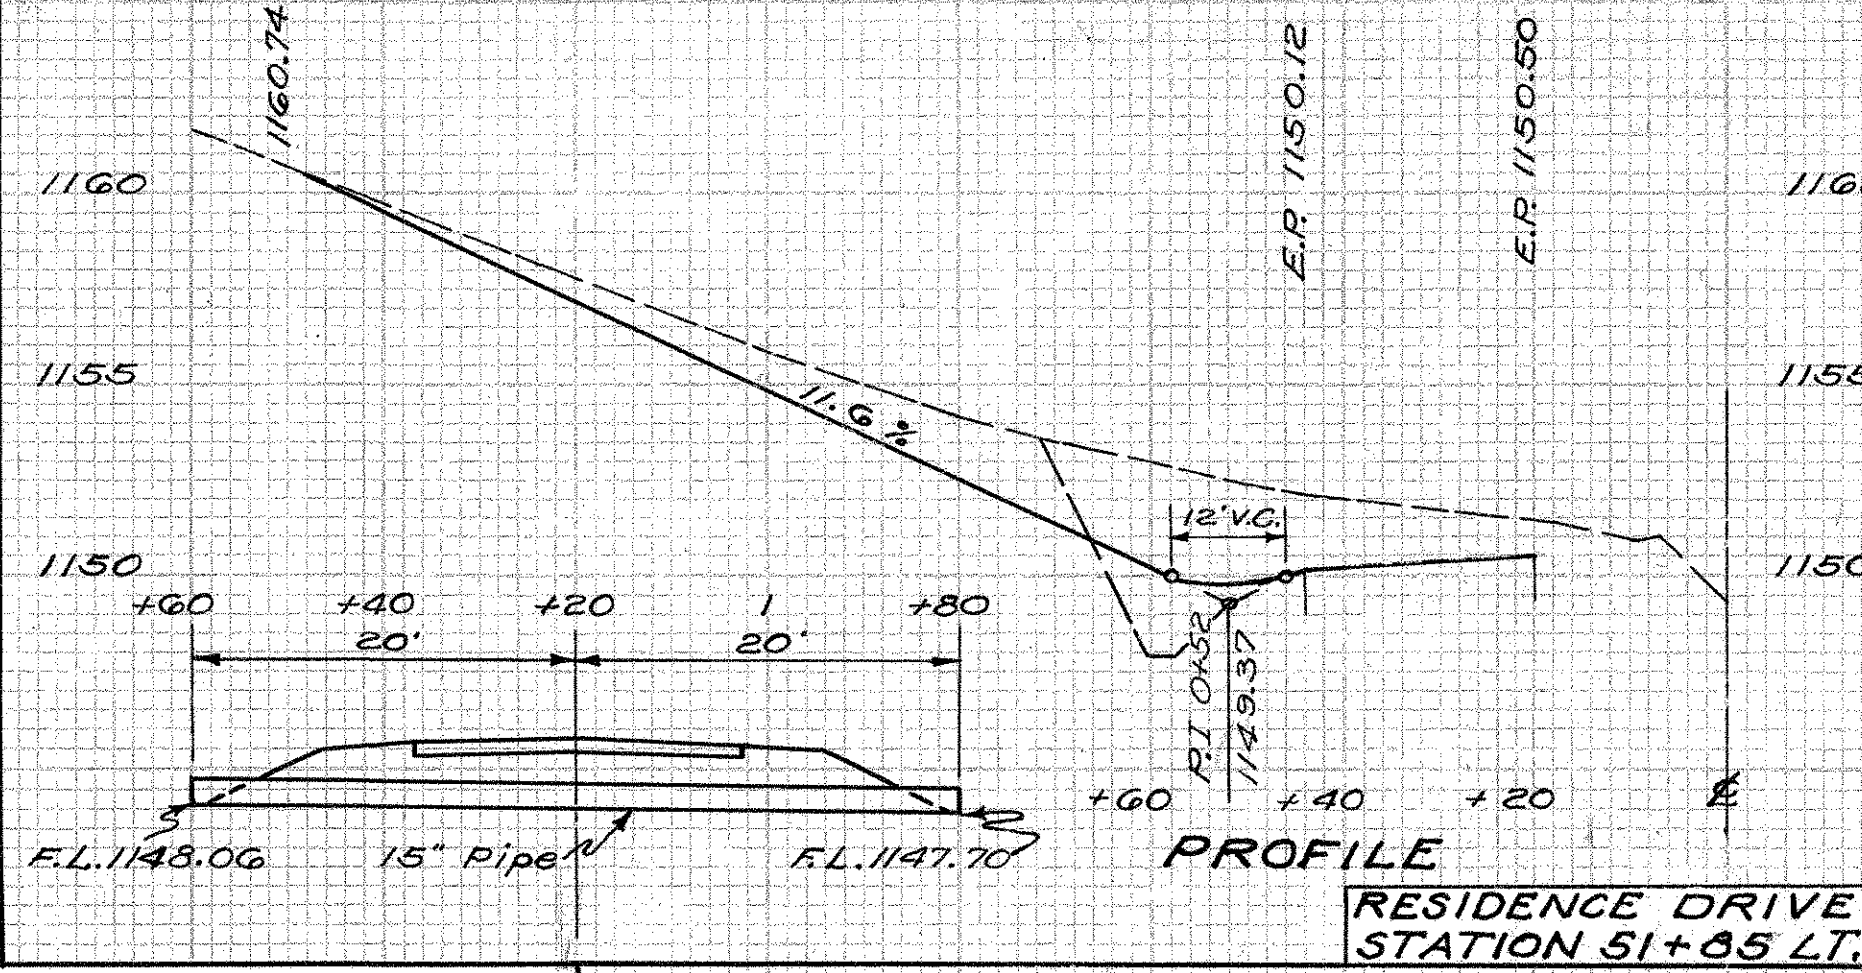 1160.74
E.P. 1150.12
E.P. 1150.50
1160
116
1155
11.6 %
1155
12' V.C.
1150
1150
+60 +40 +20 1 +80
20' 20'
P.I 0+52
1149.37
+60 +40 +20 ℄
F.L. 1148.06 15" Pipe F.L. 1147.70
PROFILE
RESIDENCE DRIVE
STATION 51+85 LT.